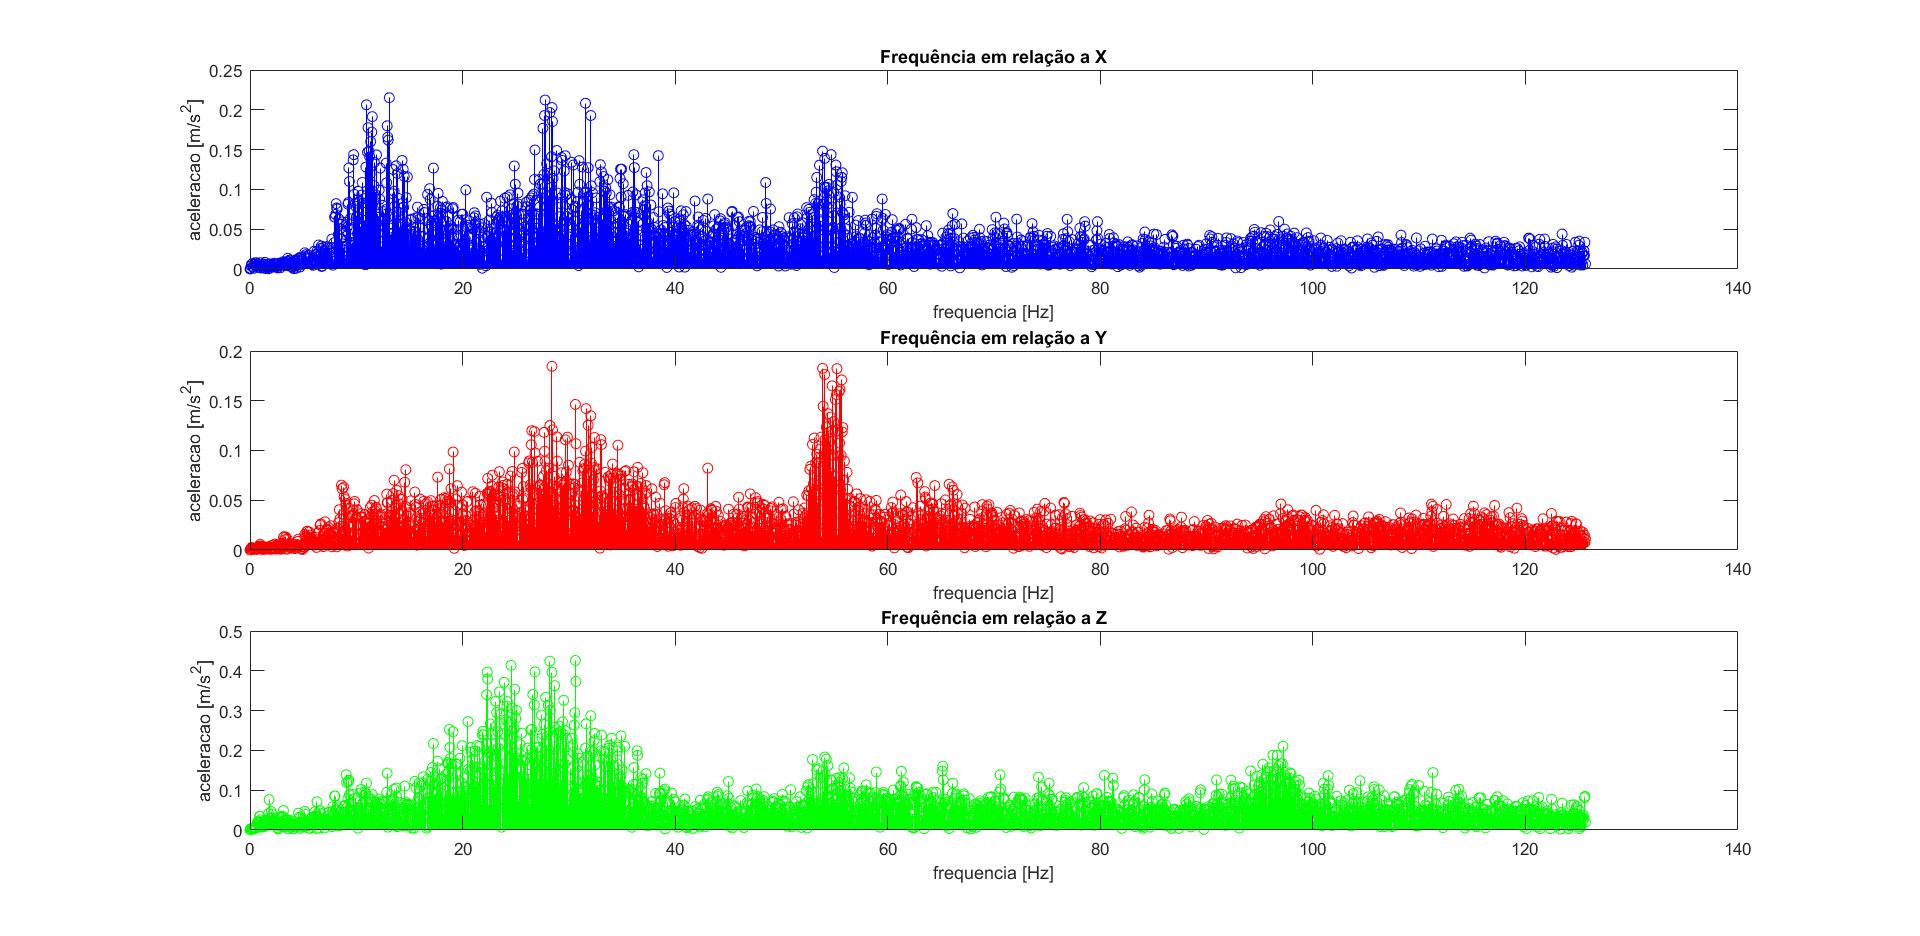 Frequência em relação a X
0.25
0.2
0.15
0.1
0.05
0
aceleracao [m/s²]
0 20 40 60 80 100 120 140
frequencia [Hz]
Frequência em relação a Y
0.2
0.15
0.1
0.05
0
aceleracao [m/s²]
0 20 40 60 80 100 120 140
frequencia [Hz]
Frequência em relação a Z
0.5
0.4
0.3
0.2
0.1
0
aceleracao [m/s²]
0 20 40 60 80 100 120 140
frequencia [Hz]